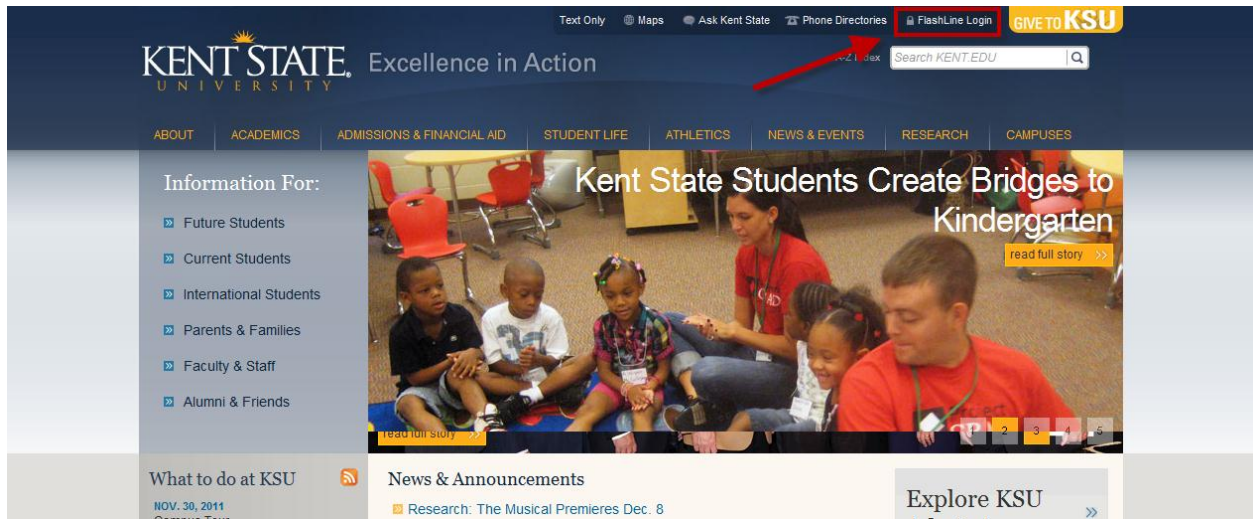 Text Only Maps Ask Kent State Phone Directories FlashLine Login GIVE TO KSU
KENT STATE
UNIVERSITY
Excellence in Action
Search KENT.EDU
ABOUT ACADEMICS ADMISSIONS & FINANCIAL AID STUDENT LIFE ATHLETICS NEWS & EVENTS RESEARCH CAMPUSES
Information For:
Future Students
Current Students
International Students
Parents & Families
Faculty & Staff
Alumni & Friends
Kent State Students Create Bridges to
Kindergarten
read full story
read full story
1 2 3 4 5
What to do at KSU
NOV. 30, 2011
Campus Tour
News & Announcements
Research: The Musical Premieres Dec. 8
Explore KSU